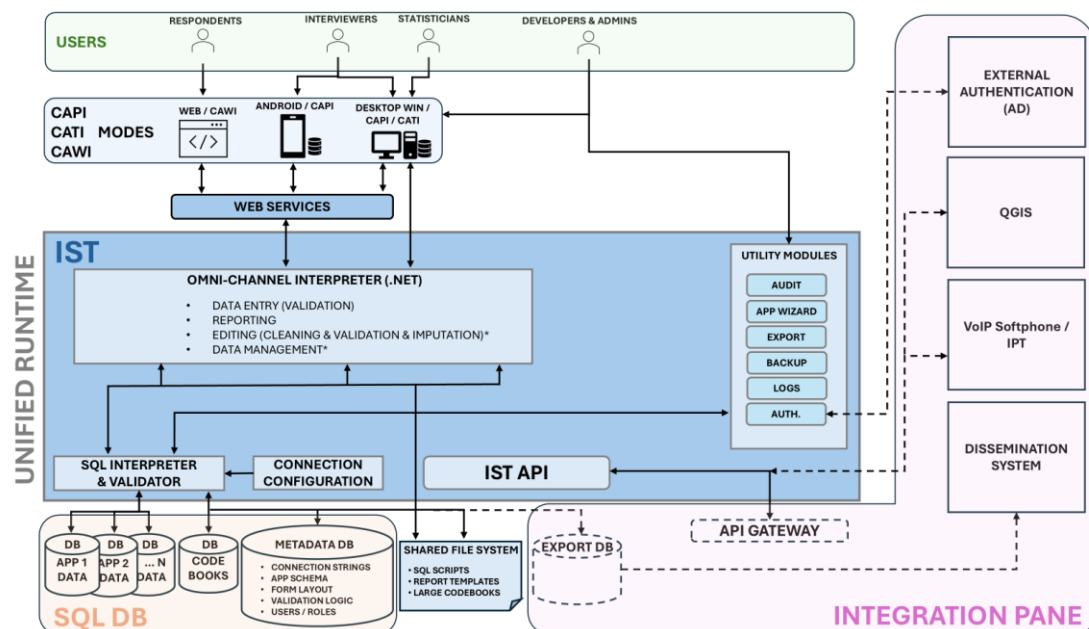 USERS
RESPONDENTS
INTERVIEWERS
STATISTICIANS
DEVELOPERS & ADMINS
CAPI
CATI MODES
CAWI
WEB / CAWI
</>
ANDROID / CAPI
DESKTOP WIN /
CAPI / CATI
WEB SERVICES
UNIFIED RUNTIME
IST
OMNI-CHANNEL INTERPRETER (.NET)
• DATA ENTRY (VALIDATION)
• REPORTING
• EDITING (CLEANING & VALIDATION & IMPUTATION)*
• DATA MANAGEMENT*
UTILITY MODULES
AUDIT
APP WIZARD
EXPORT
BACKUP
LOGS
AUTH.
SQL INTERPRETER
& VALIDATOR
CONNECTION
CONFIGURATION
IST API
DB
APP 1
DATA
DB
APP 2
DATA
DB
... N
DATA
DB
CODE
BOOKS
METADATA DB
• CONNECTION STRINGS
• APP SCHEMA
• FORM LAYOUT
• VALIDATION LOGIC
• USERS / ROLES
SQL DB
SHARED FILE SYSTEM
• SQL SCRIPTS
• REPORT TEMPLATES
• LARGE CODEBOOKS
EXPORT DB
API GATEWAY
EXTERNAL
AUTHENTICATION
(AD)
QGIS
VoIP Softphone /
IPT
DISSEMINATION
SYSTEM
INTEGRATION PANE